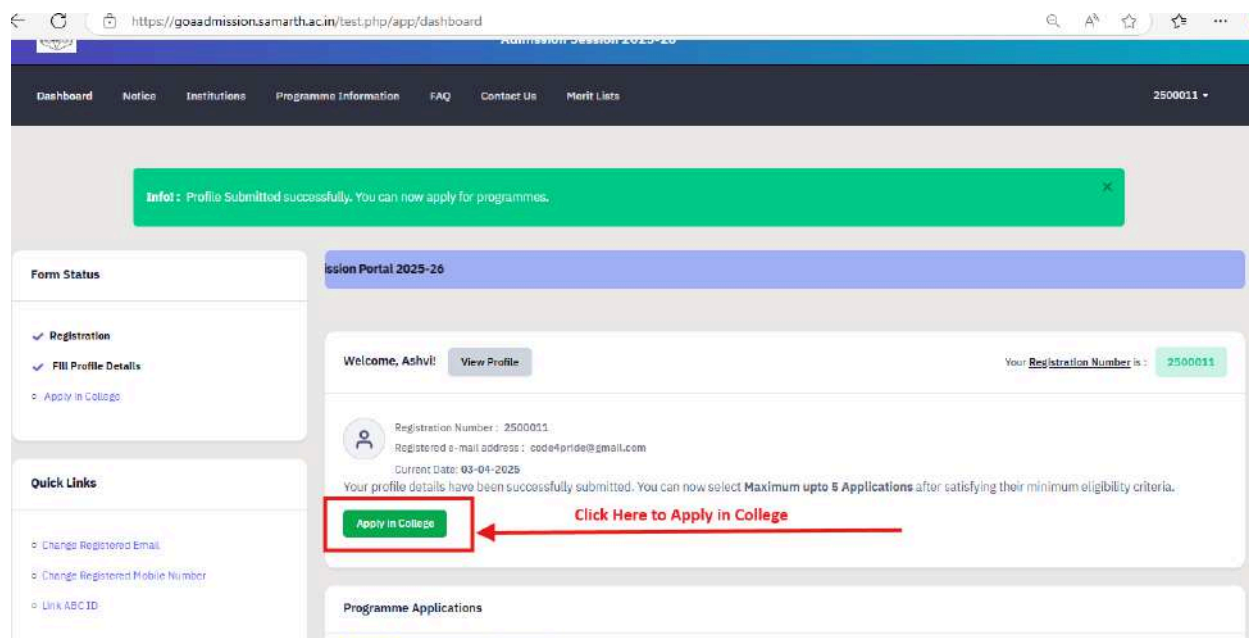 https://goaadmission.samarth.ac.in/test.php/app/dashboard
Admission Session 2025-26
Dashboard Notice Institutions Programme Information FAQ Contact Us Merit Lists 2500011
Info! : Profile Submitted successfully. You can now apply for programmes.
Form Status
ission Portal 2025-26
Registration
Fill Profile Details
Apply in College
Welcome, Ashvi! View Profile Your Registration Number is : 2500011
Registration Number : 2500011
Registered e-mail address : code4pride@gmail.com
Current Date: 03-04-2025
Your profile details have been successfully submitted. You can now select Maximum upto 5 Applications after satisfying their minimum eligibility criteria.
Apply in College
Click Here to Apply in College
Quick Links
Change Registered Email
Change Registered Mobile Number
Link ABC ID
Programme Applications